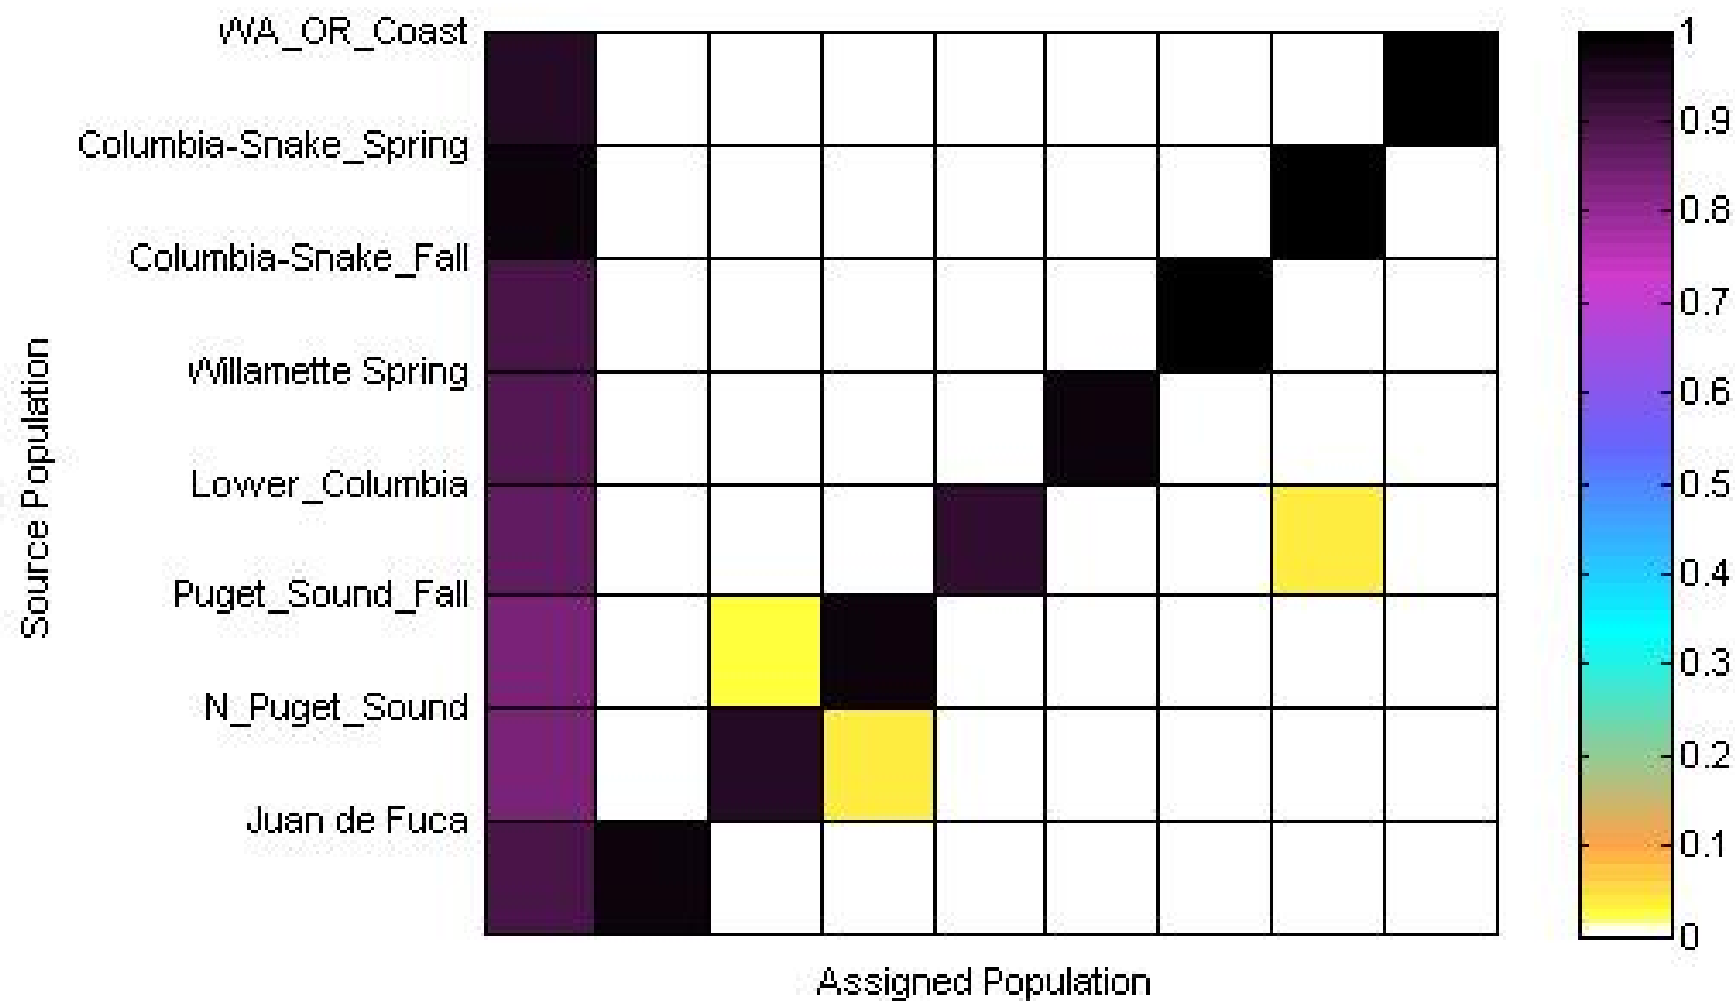 WA_OR_Coast
Columbia-Snake_Spring
Columbia-Snake_Fall
Willamette Spring
Lower_Columbia
Puget_Sound_Fall
N_Puget_Sound
Juan de Fuca
Source Population
Assigned Population
1
0.9
0.8
0.7
0.6
0.5
0.4
0.3
0.2
0.1
0